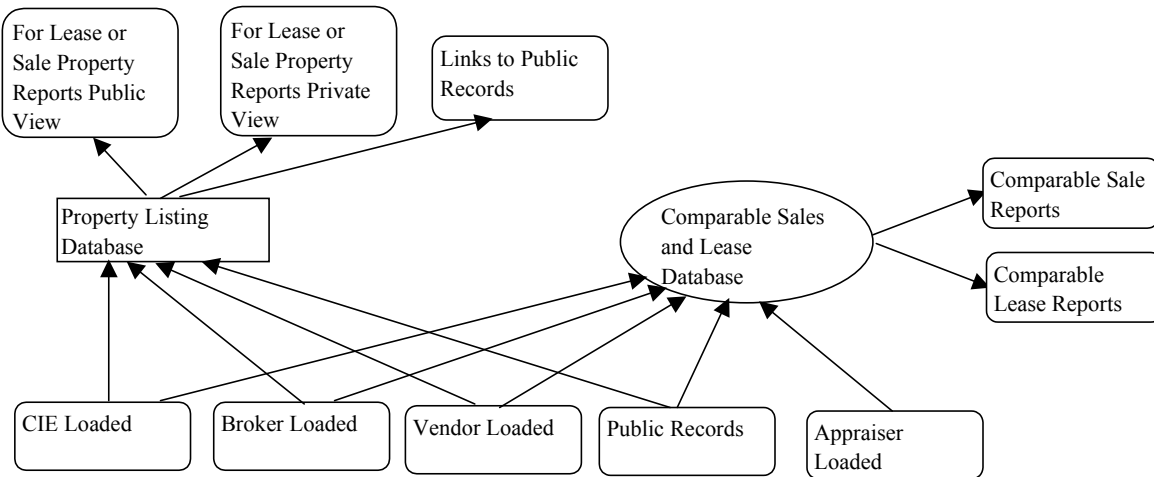 For Lease or
Sale Property
Reports Public
View
For Lease or
Sale Property
Reports Private
View
Links to Public
Records
Comparable Sale
Reports
Property Listing
Database
Comparable Sales
and Lease
Database
Comparable
Lease Reports
CIE Loaded
Broker Loaded
Vendor Loaded
Public Records
Appraiser
Loaded